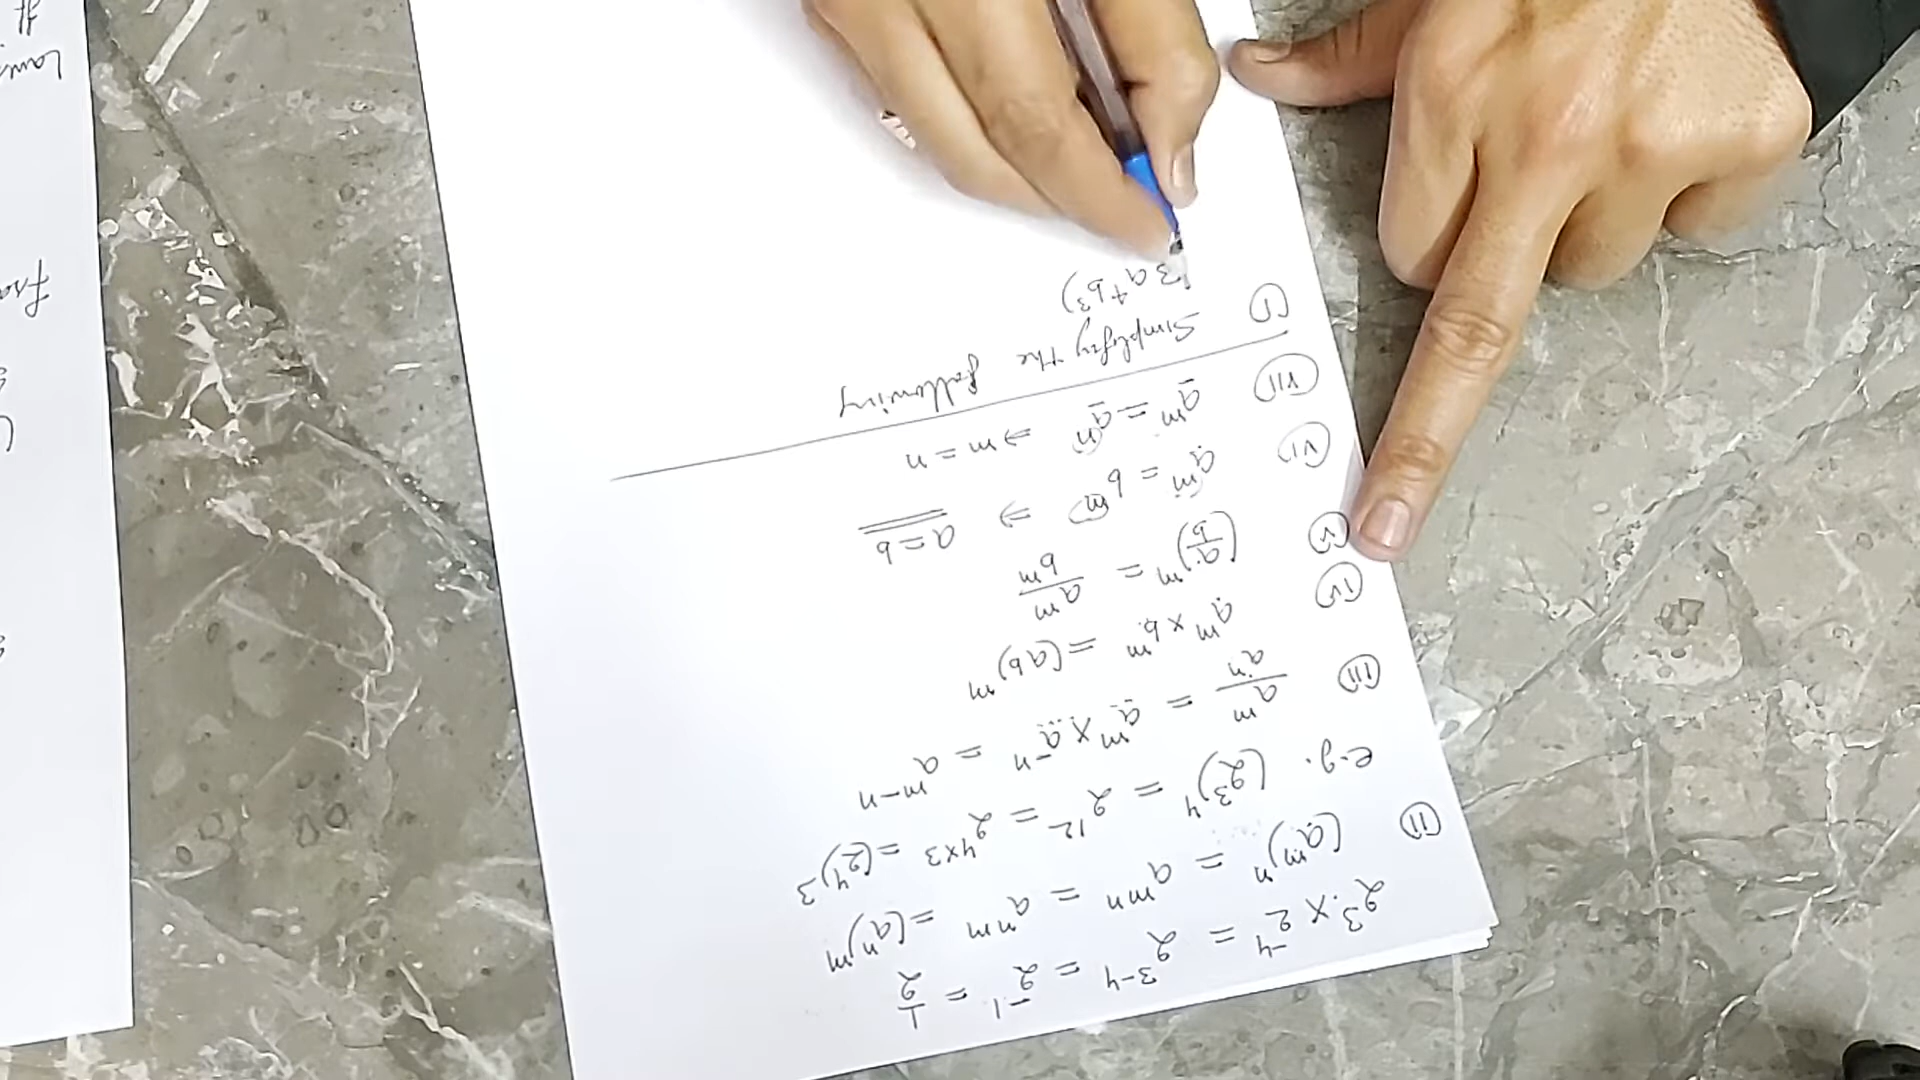 2³ × 2⁻⁴ = 2³⁻⁴ = 2⁻¹ = 1/2
(ii) (aᵐ)ⁿ = aᵐⁿ = aⁿᵐ = (aⁿ)ᵐ
e.g. (2³)⁴ = 2¹² = 2⁴ˣ³ = (2⁴)³
(iii) aᵐ/aⁿ = aᵐ × a⁻ⁿ = aᵐ⁻ⁿ
(iv) aᵐ × bᵐ = (ab)ᵐ
(v) (a/b)ᵐ = aᵐ/bᵐ
(vi) aᵐ = bᵐ ⇒ a = b
(vii) aᵐ = aⁿ ⇒ m = n
Simplify the following
(i)